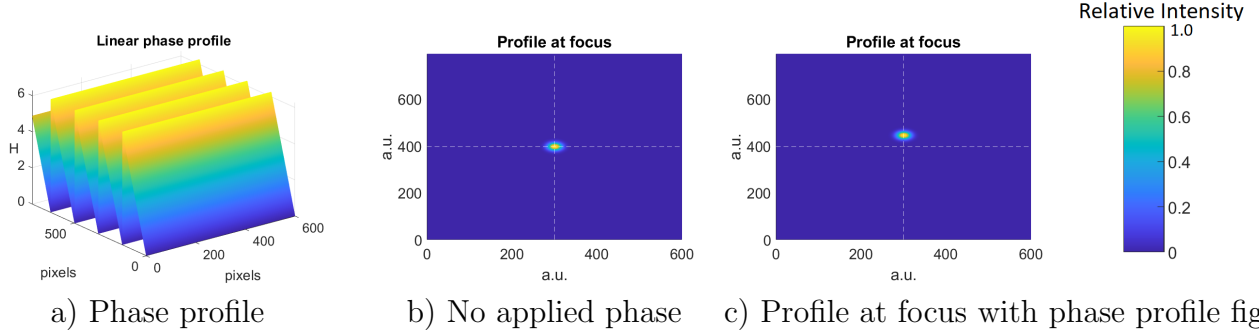 Relative Intensity
Linear phase profile
6
4
H
2
0
500
0
pixels
0
200
400
600
pixels
a) Phase profile
Profile at focus
600
400
200
0
a.u.
0
200
400
600
a.u.
b) No applied phase
Profile at focus
600
400
200
0
a.u.
0
200
400
600
a.u.
c) Profile at focus with phase profile fig
1.0
0.8
0.6
0.4
0.2
0